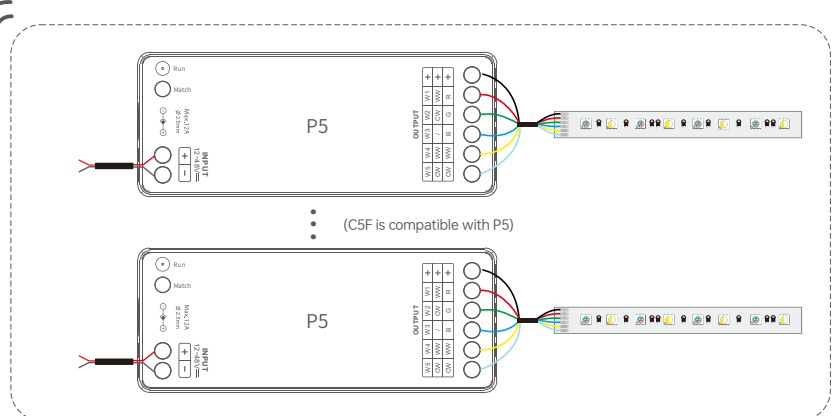 Run
Match
Max.12A
Ø 2.5mm
INPUT
12~48V
+
−
P5
OUTPUT
+ + +
W1 WW R
W2 CW G
W3 / B
W4 WW WW
W5 CW CW
(C5F is compatible with P5)
Run
Match
Max.12A
Ø 2.5mm
INPUT
12~48V
+
−
P5
OUTPUT
+ + +
W1 WW R
W2 CW G
W3 / B
W4 WW WW
W5 CW CW